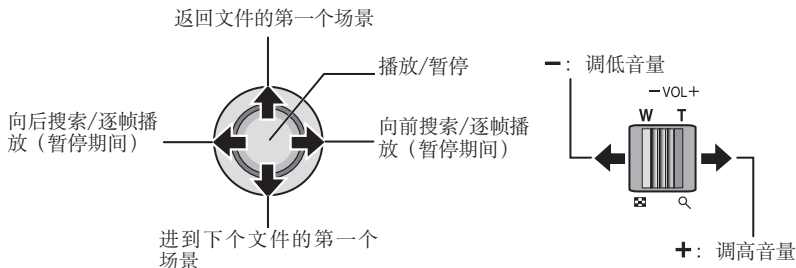 返回文件的第一个场景
播放/暂停
向后搜索/逐帧播
放（暂停期间）
向前搜索/逐帧播
放（暂停期间）
进到下个文件的第一个
场景
－：调低音量
－VOL＋
W T
＋：调高音量